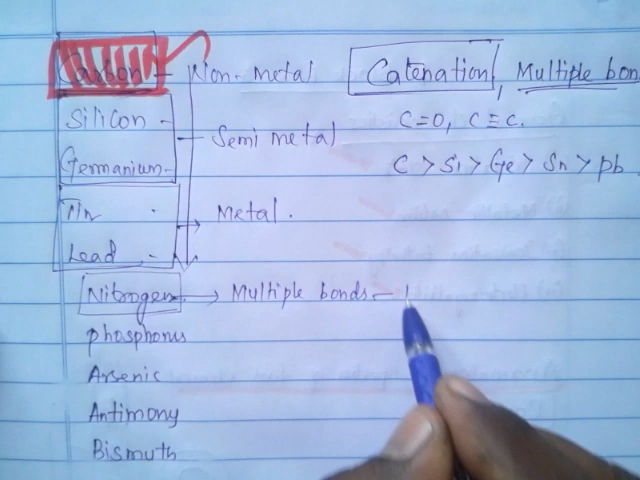 Carbon - Non-metal Catenation, Multiple bon
Silicon - C=O, C≡C.
Semi metal
Germanium - C > Si > Ge > Sn > pb
Tin . Metal.
Lead -
Nitrogen → Multiple bonds -
phosphorus
Arsenic
Antimony
Bismuth